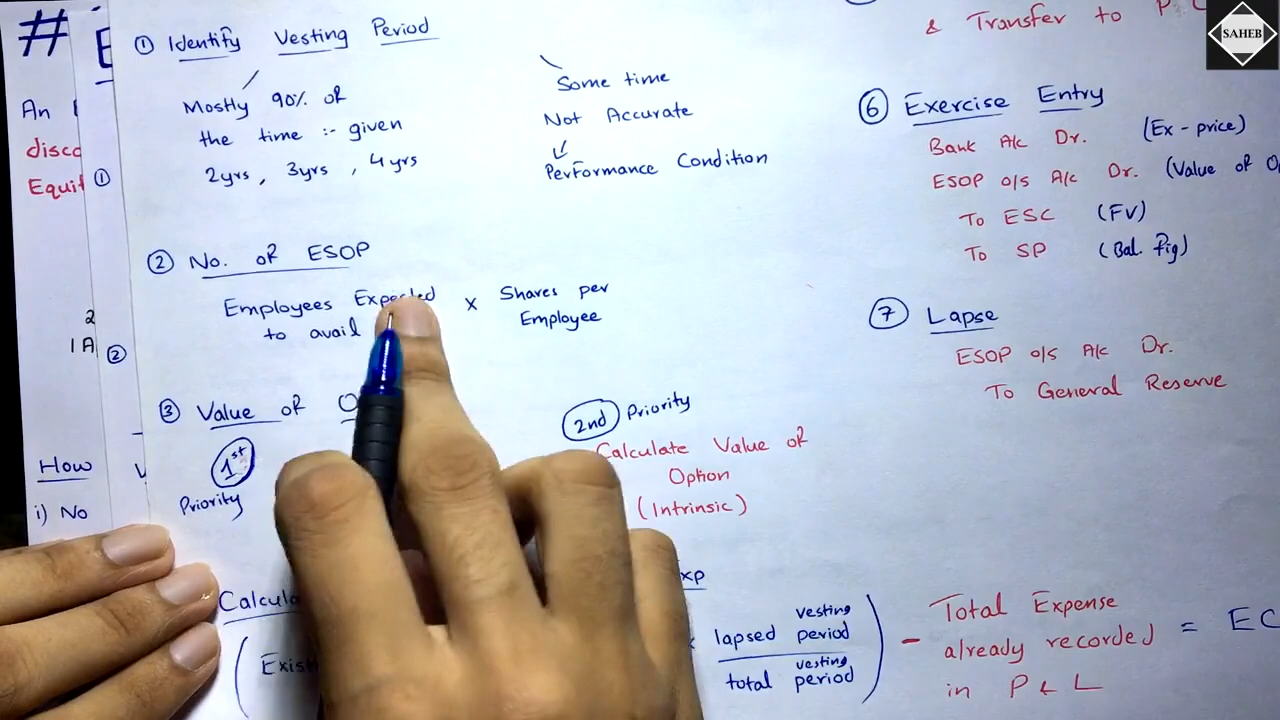 #
An
disco
Equit
①
2
1 A
②
How
i) No
① Identify Vesting Period
Mostly 90% of
the time :- given
2yrs, 3yrs, 4yrs
Some time
Not Accurate
Performance Condition
② No. of ESOP
Employees Expected
to avail
x Shares per
Employee
③ Value of
1st
Priority
2nd Priority
Calculate Value of
Option
(Intrinsic)
vesting
lapsed period
vesting
total period
- Total Expense
already recorded
in P & L
= EC
& Transfer to P
⑥ Exercise Entry
Bank A/c Dr. (Ex-price)
ESOP o/s A/c Dr. (Value of
To ESC (FV)
To SP (Bal. fig)
⑦ Lapse
ESOP o/s A/c Dr.
To General Reserve
SAHEB